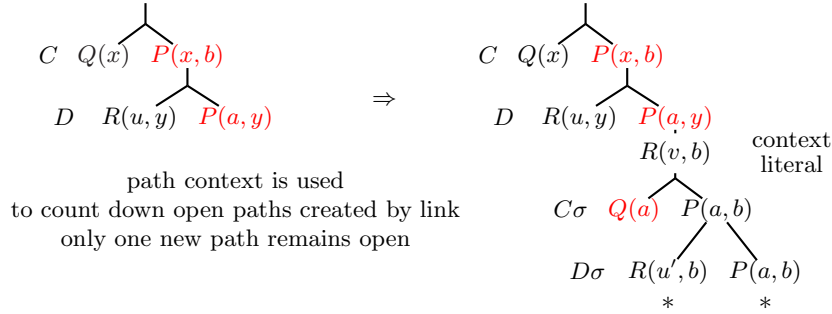 C Q(x) P(x, b)
D R(u, y) P(a, y)
path context is used
to count down open paths created by link
only one new path remains open
⇒
C Q(x) P(x, b)
D R(u, y) P(a, y)
R(v, b)
context
literal
Cσ Q(a) P(a, b)
Dσ R(u′, b) P(a, b)
* *